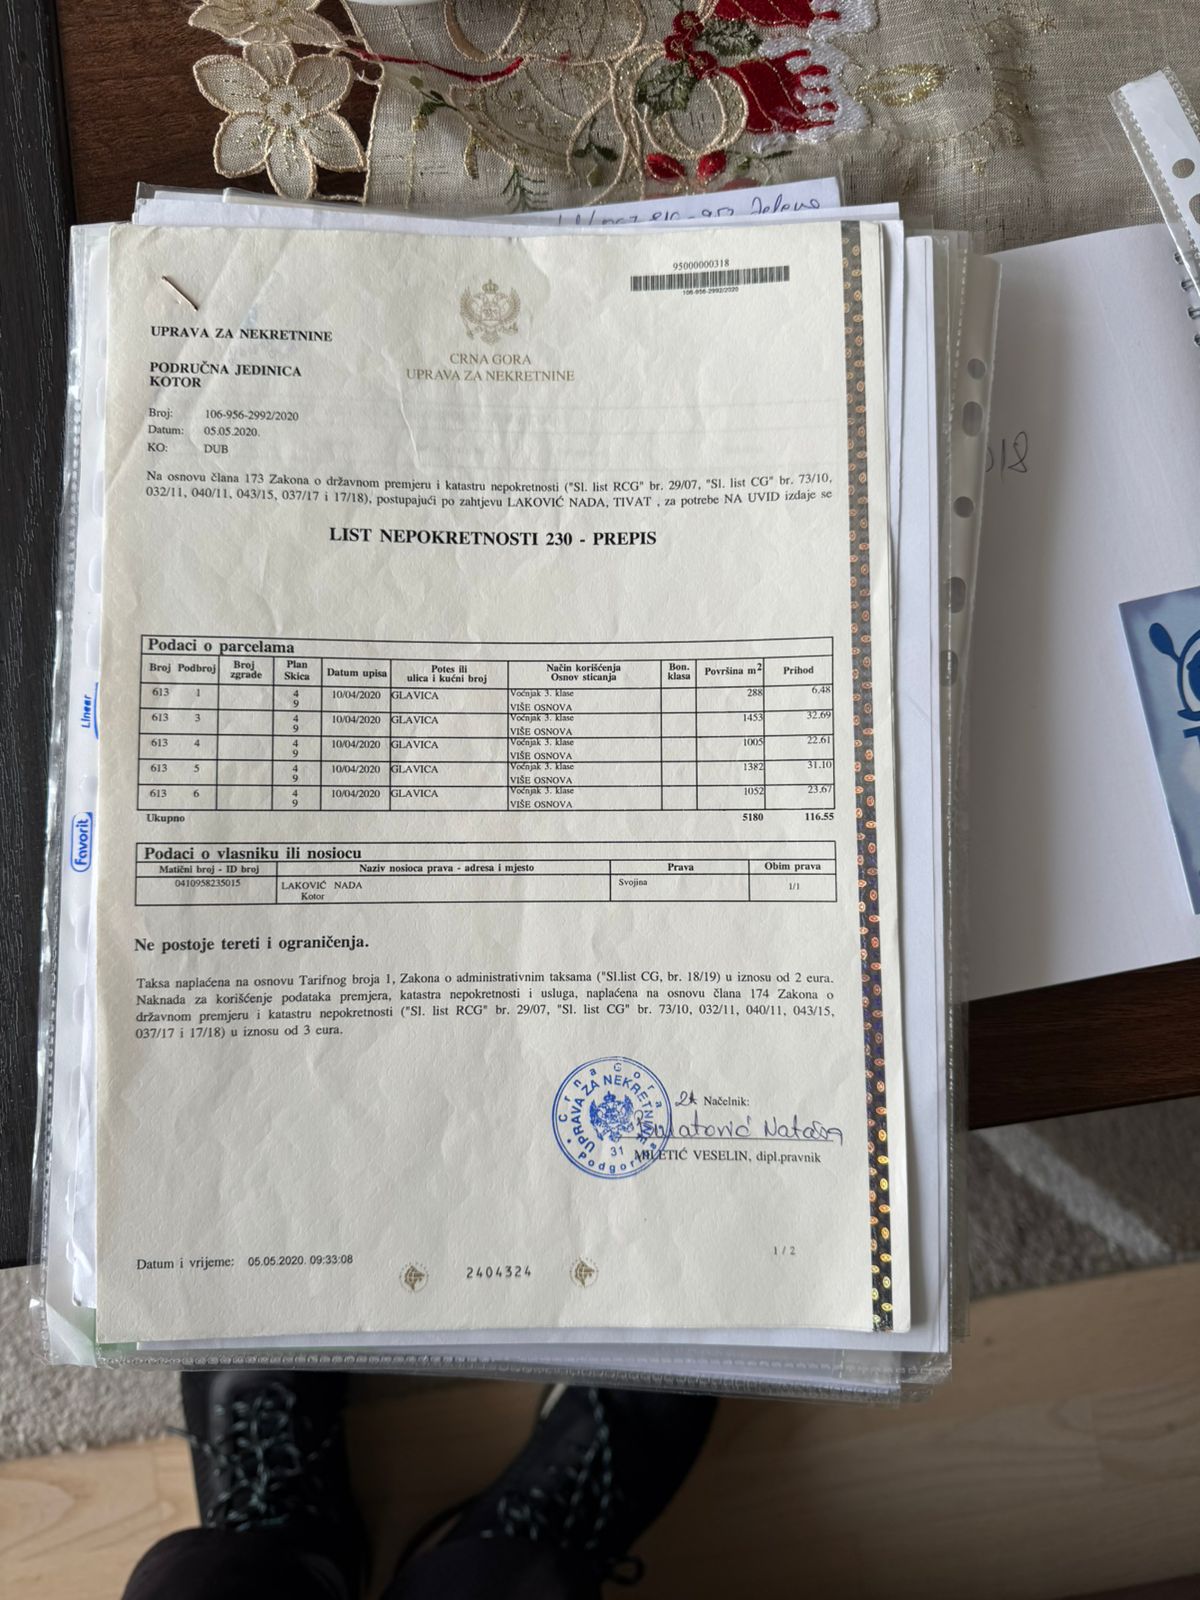 95000000318
106-956-2992/2020
UPRAVA ZA NEKRETNINE
CRNA GORA
UPRAVA ZA NEKRETNINE
PODRUČNA JEDINICA
KOTOR
Broj: 106-956-2992/2020
Datum: 05.05.2020.
KO: DUB
Na osnovu člana 173 Zakona o državnom premjeru i katastru nepokretnosti ("Sl. list RCG" br. 29/07, "Sl. list CG" br. 73/10,
032/11, 040/11, 043/15, 037/17 i 17/18), postupajući po zahtjevu LAKOVIĆ NADA, TIVAT , za potrebe NA UVID izdaje se
LIST NEPOKRETNOSTI 230 - PREPIS
Podaci o parcelama
Broj Podbroj Broj zgrade Plan Skica Datum upisa Potes ili ulica i kućni broj Način korišćenja Osnov sticanja Bon. klasa Površina m² Prihod
613 1 4 9 10/04/2020 GLAVICA Voćnjak 3. klase VIŠE OSNOVA 288 6.48
613 3 4 9 10/04/2020 GLAVICA Voćnjak 3. klase VIŠE OSNOVA 1453 32.69
613 4 4 9 10/04/2020 GLAVICA Voćnjak 3. klase VIŠE OSNOVA 1005 22.61
613 5 4 9 10/04/2020 GLAVICA Voćnjak 3. klase VIŠE OSNOVA 1382 31.10
613 6 4 9 10/04/2020 GLAVICA Voćnjak 3. klase VIŠE OSNOVA 1052 23.67
Ukupno 5180 116.55
Podaci o vlasniku ili nosiocu
Matični broj - ID broj Naziv nosioca prava - adresa i mjesto Prava Obim prava
0410958235015 LAKOVIĆ NADA Svojina 1/1
Kotor
Ne postoje tereti i ograničenja.
Taksa naplaćena na osnovu Tarifnog broja 1, Zakona o administrativnim taksama ("Sl.list CG, br. 18/19) u iznosu od 2 eura.
Naknada za korišćenje podataka premjera, katastra nepokretnosti i usluga, naplaćena na osnovu člana 174 Zakona o
državnom premjeru i katastru nepokretnosti ("Sl. list RCG" br. 29/07, "Sl. list CG" br. 73/10, 032/11, 040/11, 043/15,
037/17 i 17/18) u iznosu od 3 eura.
Crna Gora
UPRAVA ZA NEKRETNINE
31
Podgorica
Načelnik:
Nataša
MILETIĆ VESELIN, dipl.pravnik
1 / 2
Datum i vrijeme: 05.05.2020. 09:33:08
2404324
Linear
Favorit